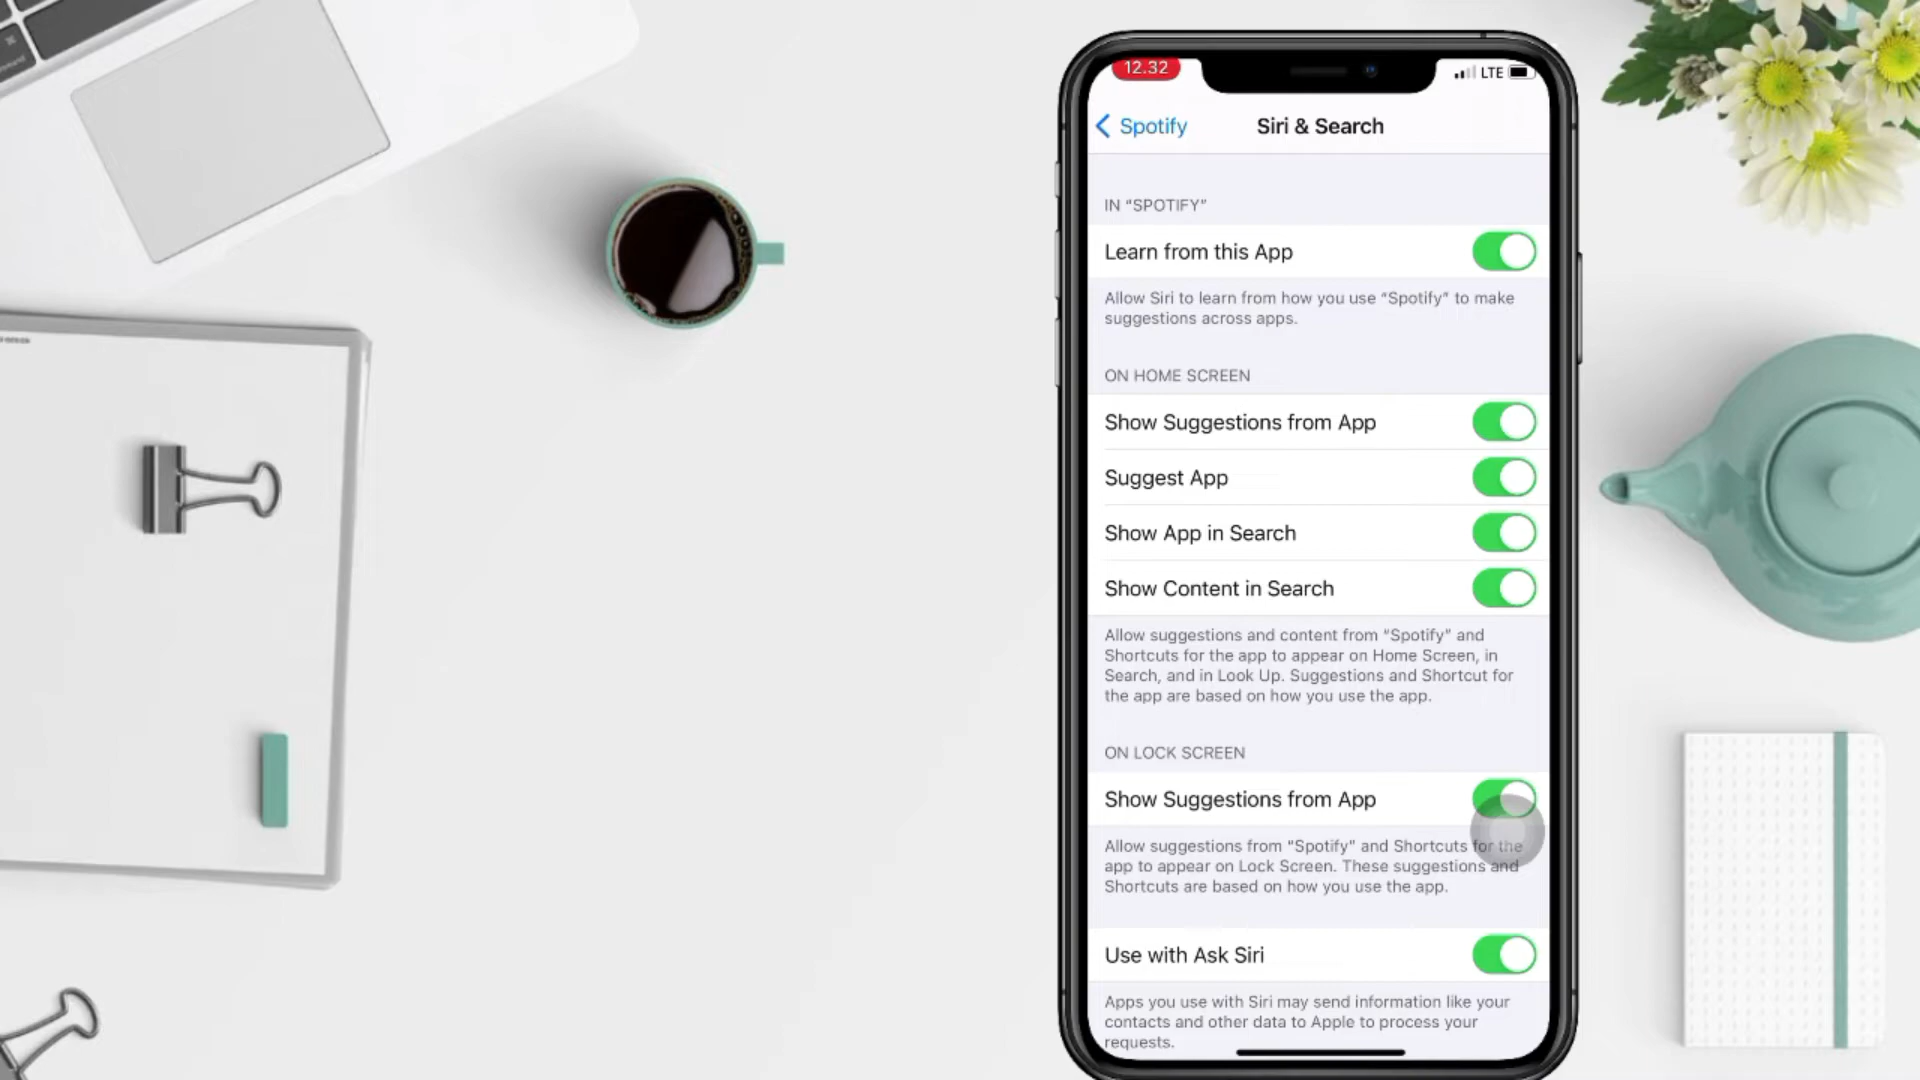 12.32
LTE
Spotify
Siri & Search
IN “SPOTIFY”
Learn from this App
Allow Siri to learn from how you use “Spotify” to make
suggestions across apps.
ON HOME SCREEN
Show Suggestions from App
Suggest App
Show App in Search
Show Content in Search
Allow suggestions and content from “Spotify” and
Shortcuts for the app to appear on Home Screen, in
Search, and in Look Up. Suggestions and Shortcut for
the app are based on how you use the app.
ON LOCK SCREEN
Show Suggestions from App
Allow suggestions from “Spotify” and Shortcuts for the
app to appear on Lock Screen. These suggestions and
Shortcuts are based on how you use the app.
Use with Ask Siri
Apps you use with Siri may send information like your
contacts and other data to Apple to process your
requests.